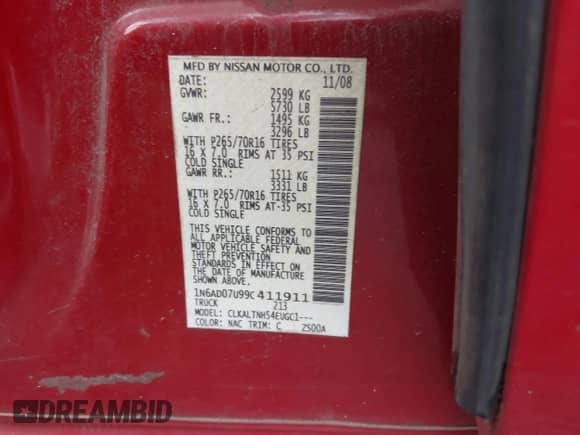 MFD BY NISSAN MOTOR CO., LTD.
DATE: 11/08
GVWR: 2599 KG
5730 LB
GAWR FR.: 1495 KG
3296 LB
WITH P265/70R16 TIRES
16 X 7.0 RIMS AT 35 PSI
COLD SINGLE
GAWR RR.: 1511 KG
3331 LB
WITH P265/70R16 TIRES
16 X 7.0 RIMS AT 35 PSI
COLD SINGLE
THIS VEHICLE CONFORMS TO
ALL APPLICABLE FEDERAL
MOTOR VEHICLE SAFETY AND
THEFT PREVENTION
STANDARDS IN EFFECT ON
THE DATE OF MANUFACTURE
SHOWN ABOVE.
1N6AD07U99C411911
TRUCK 213
MODEL: CLKALTNH54EUGC1---
COLOR: NAC TRIM: C ZS00A
DREAMBID